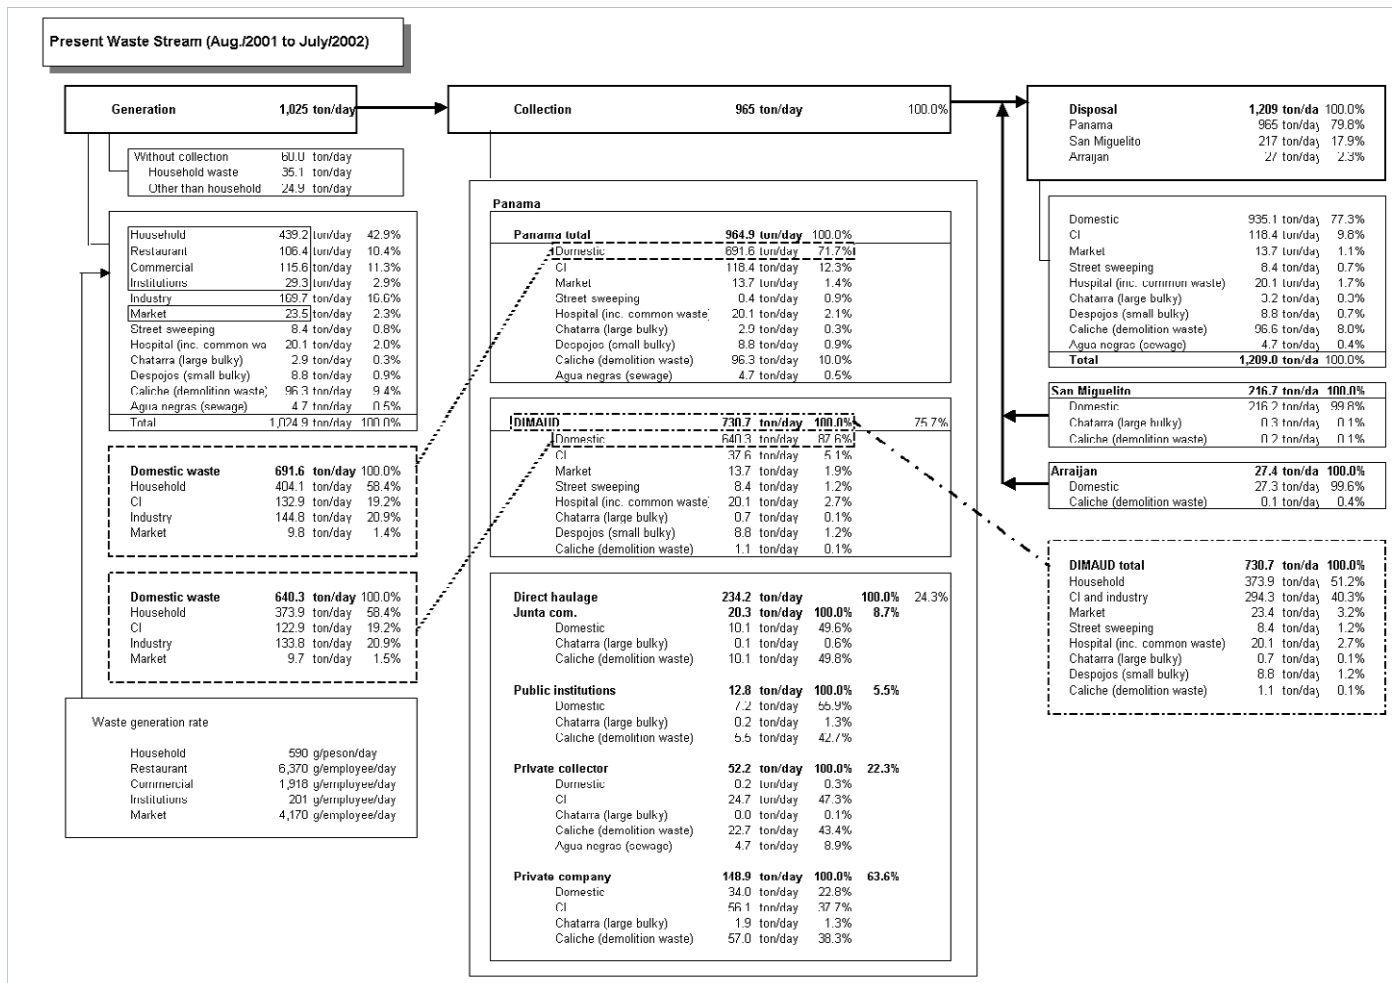 Present Waste Stream (Aug./2001 to July/2002)
Generation 1,025 ton/day
Without collection 60.0 ton/day
Household waste 35.1 ton/day
Other than household 24.9 ton/day
Household 439.2 ton/day 42.9%
Restaurant 106.4 ton/day 10.4%
Commercial 115.6 ton/day 11.3%
Institutions 29.3 ton/day 2.9%
Industry 169.7 ton/day 16.6%
Market 23.5 ton/day 2.3%
Street sweeping 8.4 ton/day 0.8%
Hospital (inc. common wa 20.1 ton/day 2.0%
Chatarra (large bulky) 2.9 ton/day 0.3%
Despojos (small bulky) 8.8 ton/day 0.9%
Caliche (demolition waste) 96.3 ton/day 9.4%
Agua negras (sewage) 4.7 ton/day 0.5%
Total 1,024.9 ton/day 100.0%
Domestic waste 691.6 ton/day 100.0%
Household 404.1 ton/day 58.4%
CI 132.9 ton/day 19.2%
Industry 144.8 ton/day 20.9%
Market 9.8 ton/day 1.4%
Domestic waste 640.3 ton/day 100.0%
Household 373.9 ton/day 58.4%
CI 122.9 ton/day 19.2%
Industry 133.8 ton/day 20.9%
Market 9.7 ton/day 1.5%
Waste generation rate
Household 590 g/peson/day
Restaurant 6,370 g/employee/day
Commercial 1,918 g/employee/day
Institutions 201 g/employee/day
Market 4,170 g/employee/day
Collection 965 ton/day 100.0%
Panama
Panama total 964.9 ton/day 100.0%
Domestic 691.6 ton/day 71.7%
CI 118.4 ton/day 12.3%
Market 13.7 ton/day 1.4%
Street sweeping 8.4 ton/day 0.9%
Hospital (inc. common waste) 20.1 ton/day 2.1%
Chatarra (large bulky) 2.9 ton/day 0.3%
Despojos (small bulky) 8.8 ton/day 0.9%
Caliche (demolition waste) 96.3 ton/day 10.0%
Agua negras (sewage) 4.7 ton/day 0.5%
DIMAUD 730.7 ton/day 100.0% 75.7%
Domestic 640.3 ton/day 87.6%
CI 37.6 ton/day 5.1%
Market 13.7 ton/day 1.9%
Street sweeping 8.4 ton/day 1.2%
Hospital (inc. common waste) 20.1 ton/day 2.7%
Chatarra (large bulky) 0.7 ton/day 0.1%
Despojos (small bulky) 8.8 ton/day 1.2%
Caliche (demolition waste) 1.1 ton/day 0.1%
Direct haulage 234.2 ton/day 100.0% 24.3%
Junta com. 20.3 ton/day 100.0% 8.7%
Domestic 10.1 ton/day 49.6%
Chatarra (large bulky) 0.1 ton/day 0.6%
Caliche (demolition waste) 10.1 ton/day 49.8%
Public institutions 12.8 ton/day 100.0% 5.5%
Domestic 7.2 ton/day 55.9%
Chatarra (large bulky) 0.2 ton/day 1.3%
Caliche (demolition waste) 5.5 ton/day 42.7%
Private collector 52.2 ton/day 100.0% 22.3%
Domestic 0.2 ton/day 0.3%
CI 24.7 ton/day 47.3%
Chatarra (large bulky) 0.0 ton/day 0.1%
Caliche (demolition waste) 22.7 ton/day 43.4%
Agua negras (sewage) 4.7 ton/day 8.9%
Private company 148.9 ton/day 100.0% 63.6%
Domestic 34.0 ton/day 22.8%
CI 56.1 ton/day 37.7%
Chatarra (large bulky) 1.9 ton/day 1.3%
Caliche (demolition waste) 57.0 ton/day 38.3%
Disposal 1,209 ton/da 100.0%
Panama 965 ton/day 79.8%
San Miguelito 217 ton/day 17.9%
Arraijan 27 ton/day 2.3%
Domestic 935.1 ton/day 77.3%
CI 118.4 ton/day 9.8%
Market 13.7 ton/day 1.1%
Street sweeping 8.4 ton/day 0.7%
Hospital (inc. common waste) 20.1 ton/day 1.7%
Chatarra (large bulky) 3.2 ton/day 0.3%
Despojos (small bulky) 8.8 ton/day 0.7%
Caliche (demolition waste) 96.6 ton/day 8.0%
Agua negras (sewage) 4.7 ton/day 0.4%
Total 1,209.0 ton/da 100.0%
San Miguelito 216.7 ton/da 100.0%
Domestic 216.2 ton/day 99.8%
Chatarra (large bulky) 0.3 ton/day 0.1%
Caliche (demolition waste) 0.2 ton/day 0.1%
Arraijan 27.4 ton/da 100.0%
Domestic 27.3 ton/day 99.6%
Caliche (demolition waste) 0.1 ton/day 0.4%
DIMAUD total 730.7 ton/da 100.0%
Household 373.9 ton/day 51.2%
CI and industry 294.3 ton/day 40.3%
Market 23.4 ton/day 3.2%
Street sweeping 8.4 ton/day 1.2%
Hospital (inc. common waste) 20.1 ton/day 2.7%
Chatarra (large bulky) 0.7 ton/day 0.1%
Despojos (small bulky) 8.8 ton/day 1.2%
Caliche (demolition waste) 1.1 ton/day 0.1%